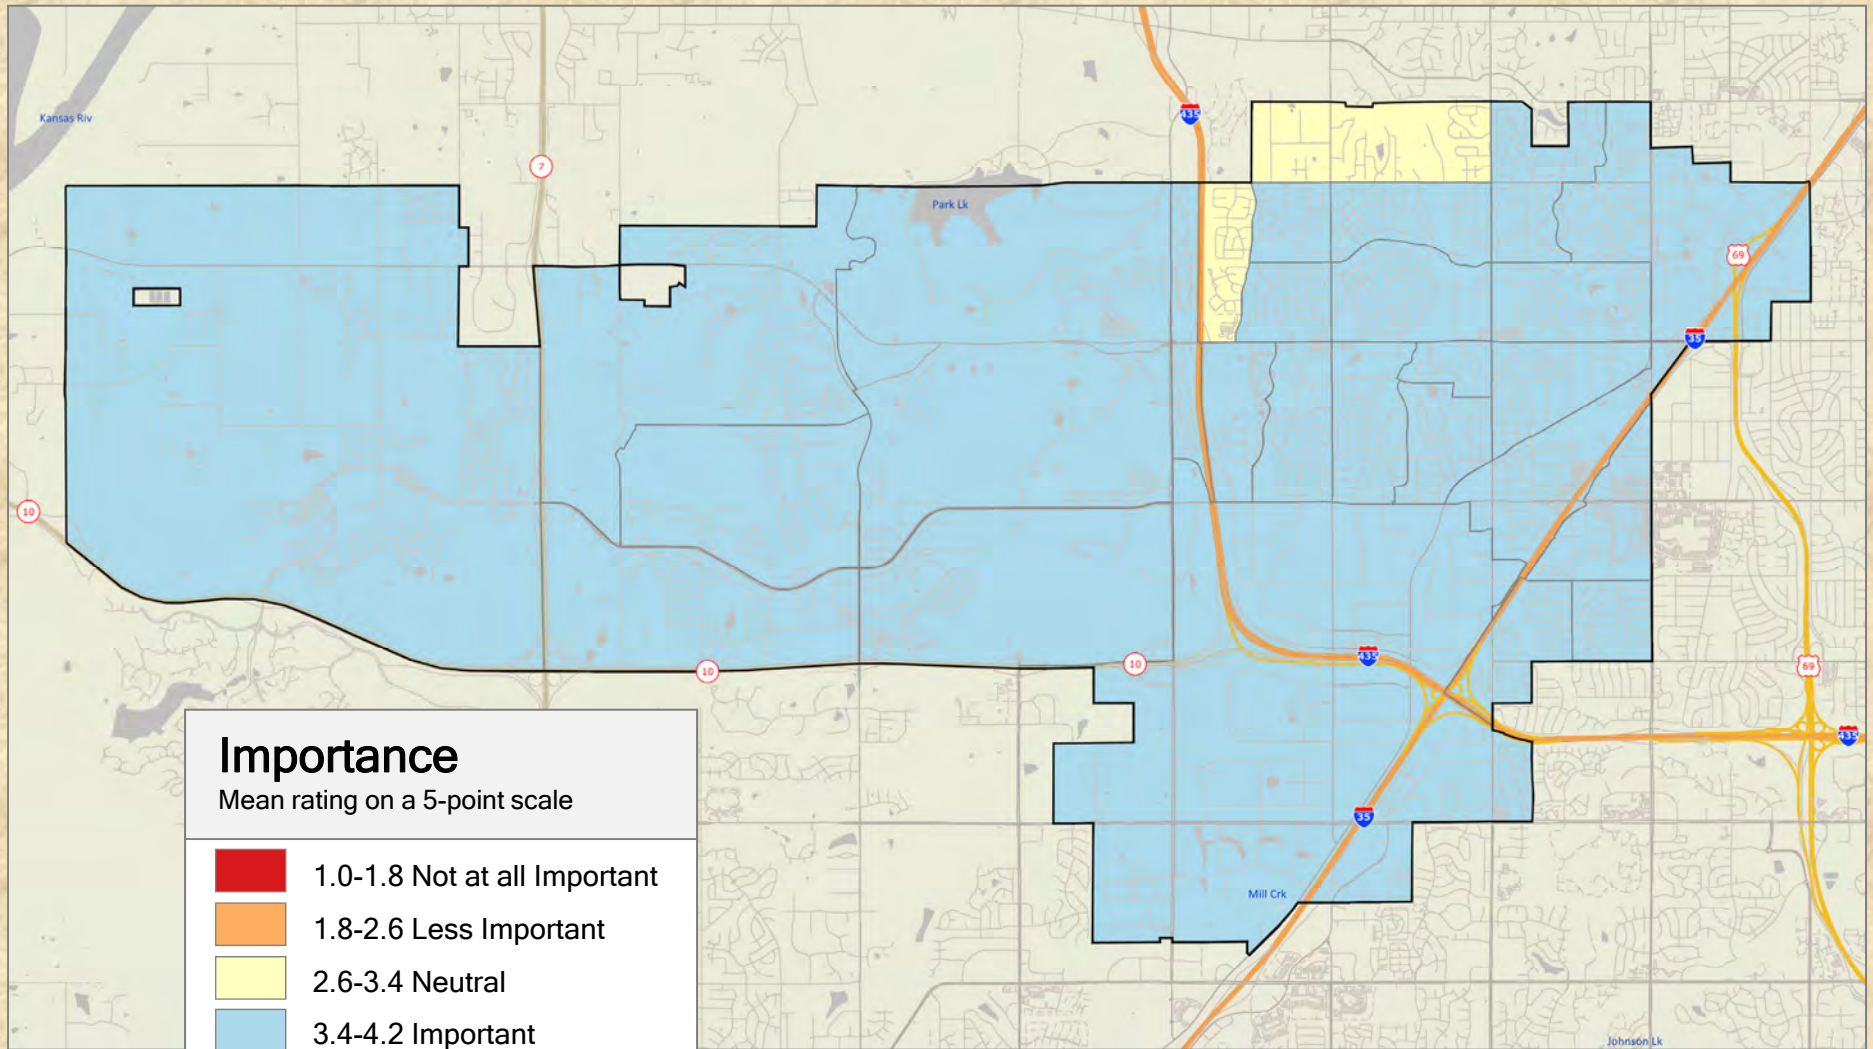 Kansas Riv
435
7
Park Lk
69
35
10
435
10
10
69
435
35
Mill Crk
Johnson Lk
Importance
Mean rating on a 5-point scale
1.0-1.8 Not at all Important
1.8-2.6 Less Important
2.6-3.4 Neutral
3.4-4.2 Important